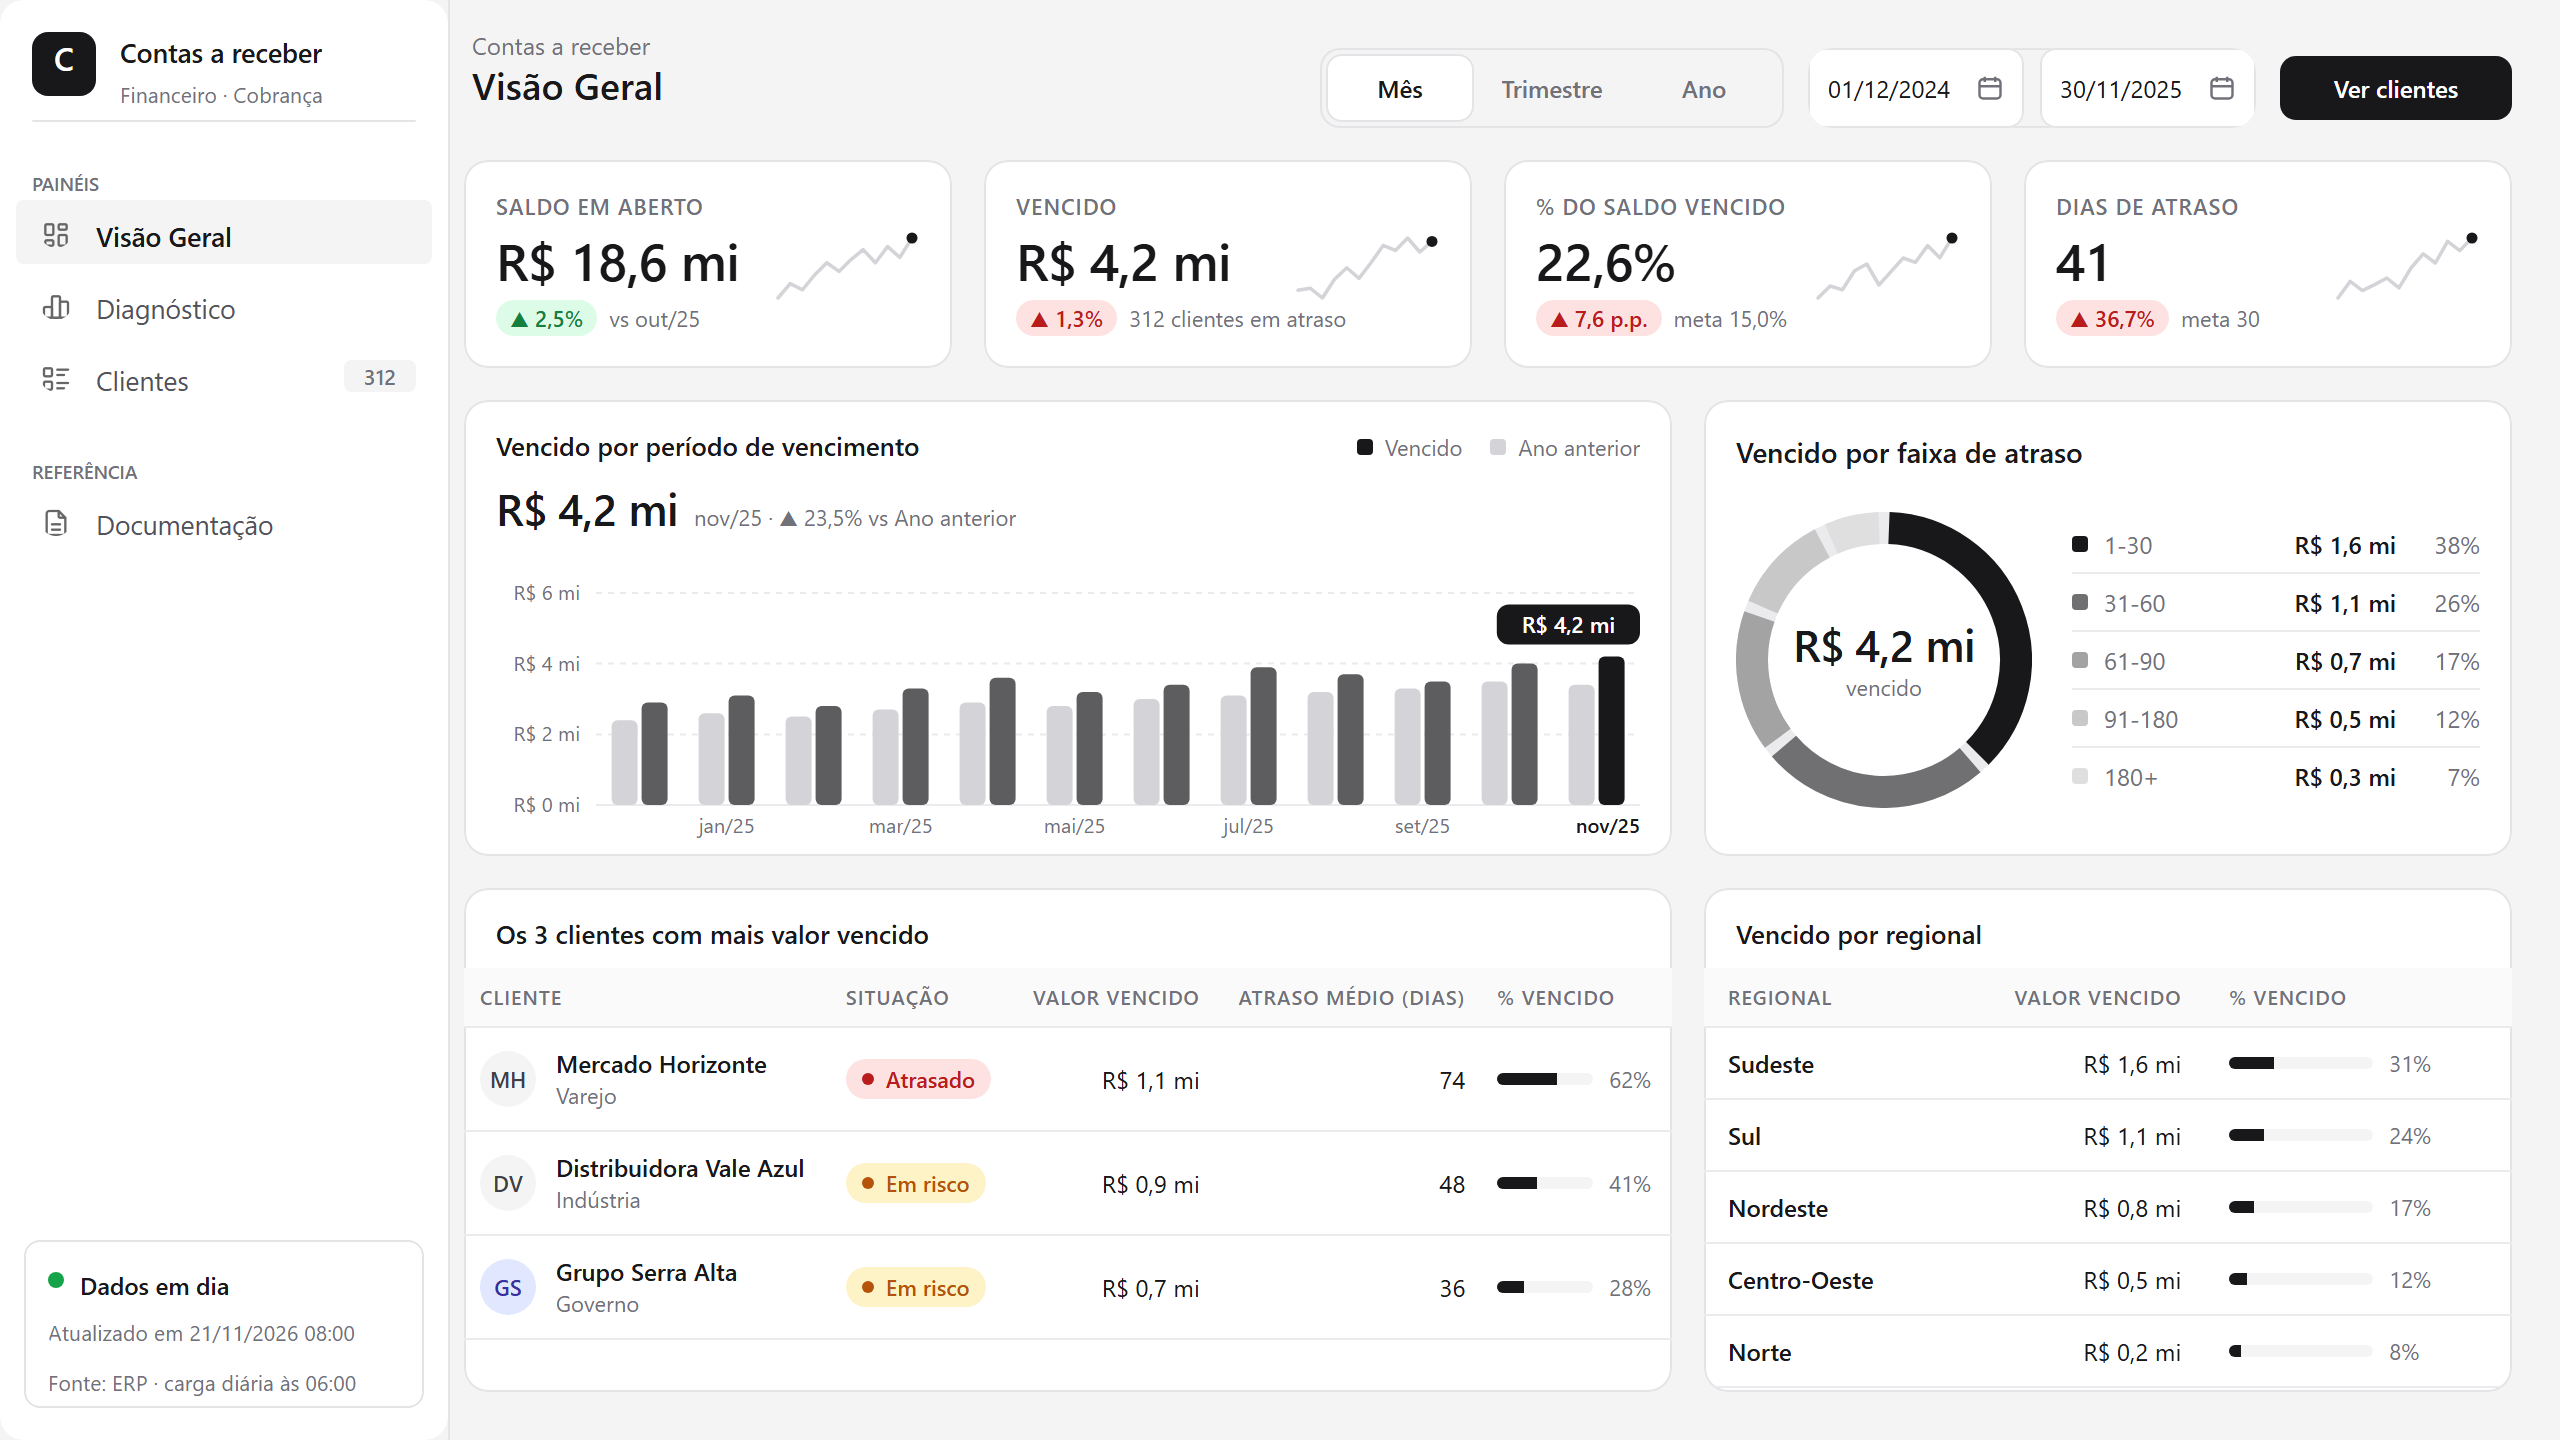 C
Contas a receber
Financeiro · Cobrança
PAINÉIS
Visão Geral
Diagnóstico
Clientes 312
REFERÊNCIA
Documentação
Dados em dia
Atualizado em 21/11/2026 08:00
Fonte: ERP · carga diária às 06:00
Contas a receber
Visão Geral
Mês Trimestre Ano
01/12/2024 30/11/2025
Ver clientes
SALDO EM ABERTO
R$ 18,6 mi
▲ 2,5% vs out/25
VENCIDO
R$ 4,2 mi
▲ 1,3% 312 clientes em atraso
% DO SALDO VENCIDO
22,6%
▲ 7,6 p.p. meta 15,0%
DIAS DE ATRASO
41
▲ 36,7% meta 30
Vencido por período de vencimento
Vencido Ano anterior
R$ 4,2 mi nov/25 · ▲ 23,5% vs Ano anterior
R$ 6 mi
R$ 4,2 mi
R$ 4 mi
R$ 2 mi
R$ 0 mi
jan/25 mar/25 mai/25 jul/25 set/25 nov/25
Vencido por faixa de atraso
R$ 4,2 mi
vencido
1-30 R$ 1,6 mi 38%
31-60 R$ 1,1 mi 26%
61-90 R$ 0,7 mi 17%
91-180 R$ 0,5 mi 12%
180+ R$ 0,3 mi 7%
Os 3 clientes com mais valor vencido
CLIENTE SITUAÇÃO VALOR VENCIDO ATRASO MÉDIO (DIAS) % VENCIDO
MH Mercado Horizonte Atrasado R$ 1,1 mi 74 62%
Varejo
DV Distribuidora Vale Azul Em risco R$ 0,9 mi 48 41%
Indústria
GS Grupo Serra Alta Em risco R$ 0,7 mi 36 28%
Governo
Vencido por regional
REGIONAL VALOR VENCIDO % VENCIDO
Sudeste R$ 1,6 mi 31%
Sul R$ 1,1 mi 24%
Nordeste R$ 0,8 mi 17%
Centro-Oeste R$ 0,5 mi 12%
Norte R$ 0,2 mi 8%